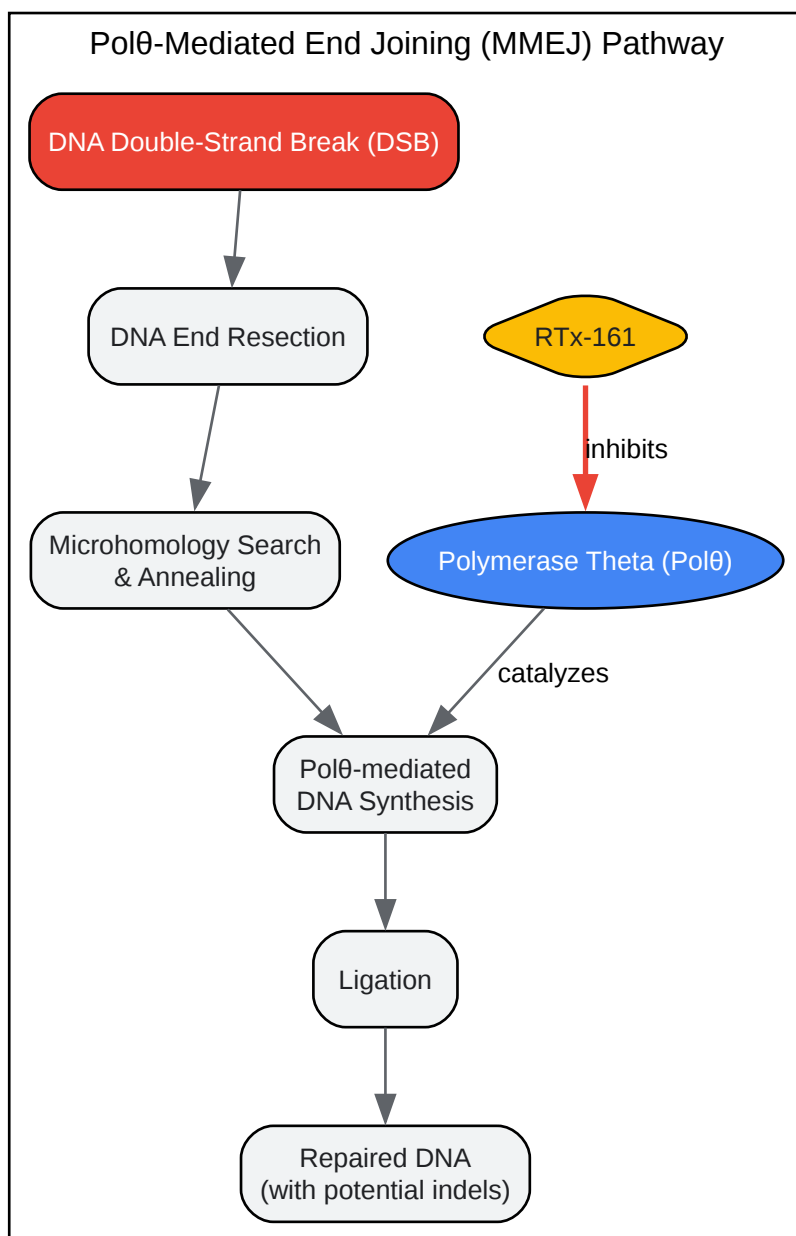 Polθ-Mediated End Joining (MMEJ) Pathway
DNA Double-Strand Break (DSB)
DNA End Resection
RTx-161
inhibits
Microhomology Search
& Annealing
Polymerase Theta (Polθ)
catalyzes
Polθ-mediated
DNA Synthesis
Ligation
Repaired DNA
(with potential indels)